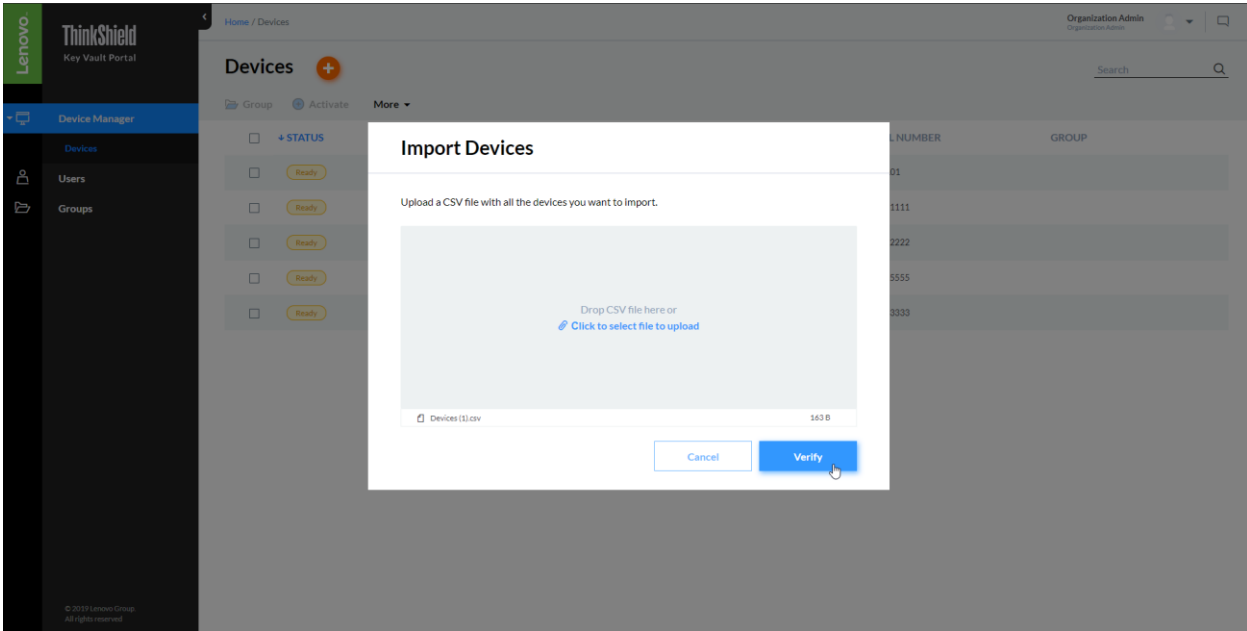 Lenovo.
ThinkShield
Key Vault Portal
Device Manager
Devices
Users
Groups
© 2019 Lenovo Group.
All rights reserved
Home / Devices
Organization Admin
Organization Admin
Devices
Search
Group Activate More
STATUS L NUMBER GROUP
Ready 01
Ready 1111
Ready 2222
Ready 5555
Ready 3333
Import Devices
Upload a CSV file with all the devices you want to import.
Drop CSV file here or
Click to select file to upload
Devices (1).csv 163 B
Cancel Verify